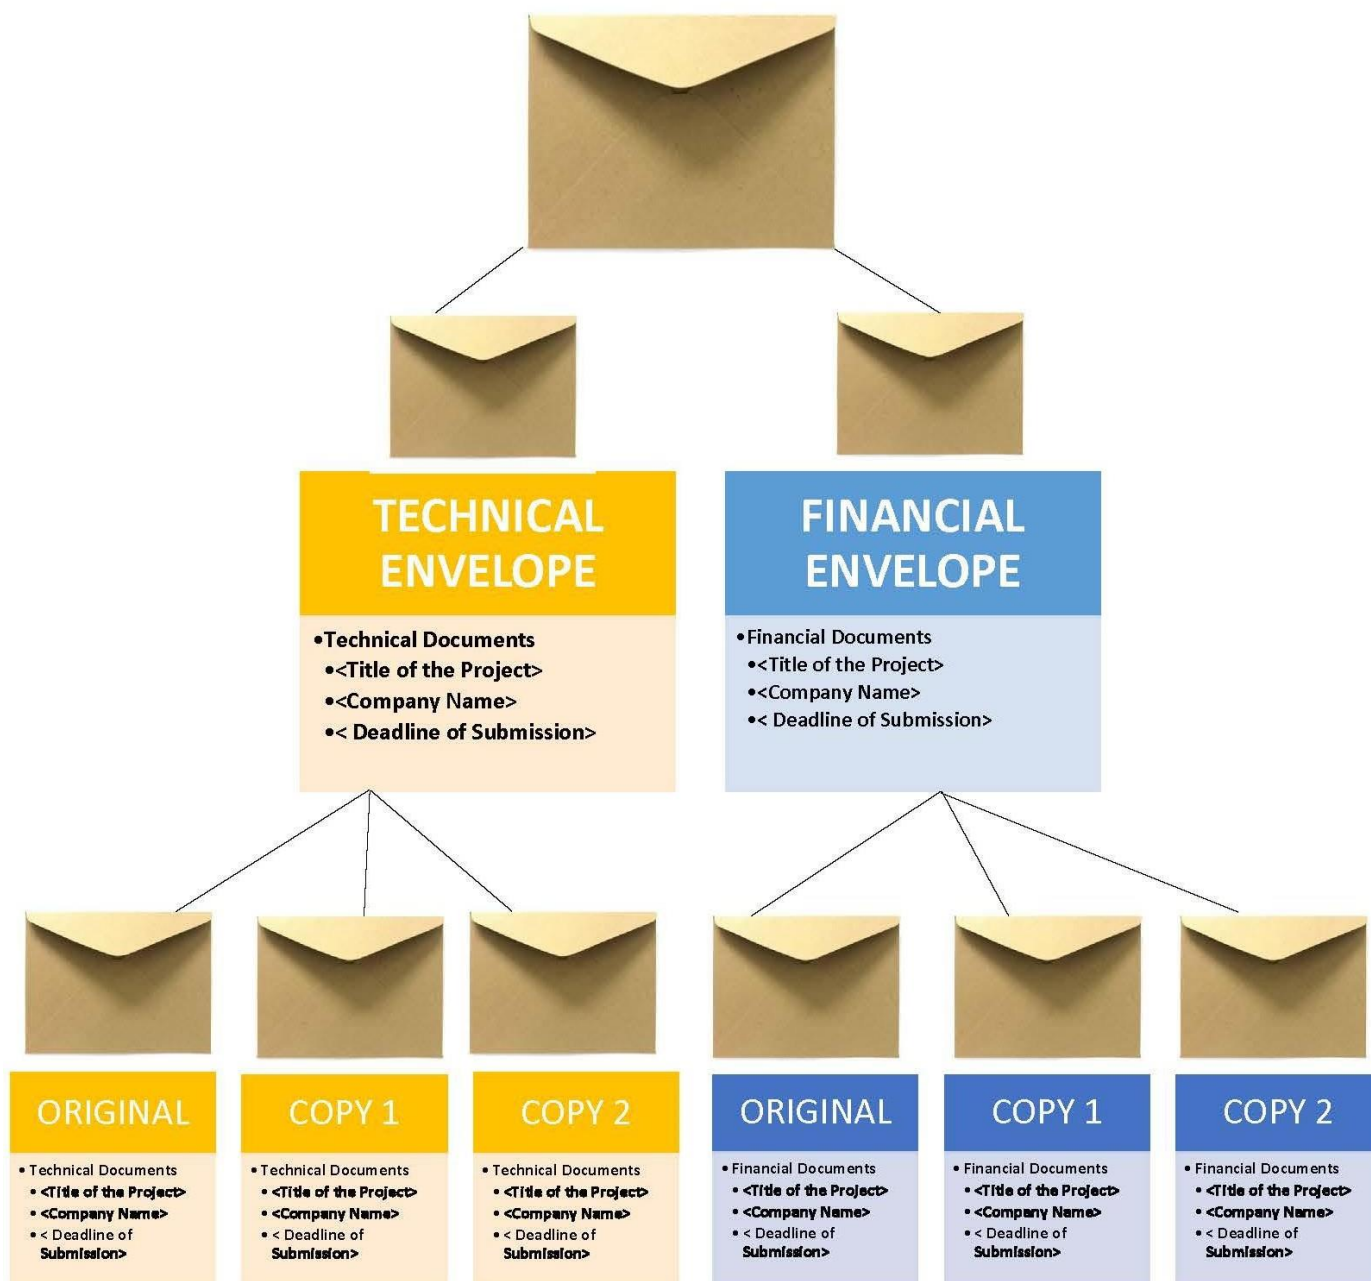 TECHNICAL
ENVELOPE
•Technical Documents
•<Title of the Project>
•<Company Name>
•< Deadline of Submission>
FINANCIAL
ENVELOPE
•Financial Documents
•<Title of the Project>
•<Company Name>
•< Deadline of Submission>
ORIGINAL
• Technical Documents
• <Title of the Project>
• <Company Name>
• < Deadline of
Submission>
COPY 1
• Technical Documents
• <Title of the Project>
• <Company Name>
• < Deadline of
Submission>
COPY 2
• Technical Documents
• <Title of the Project>
• <Company Name>
• < Deadline of
Submission>
ORIGINAL
• Financial Documents
• <Title of the Project>
• <Company Name>
• < Deadline of
Submission>
COPY 1
• Financial Documents
• <Title of the Project>
• <Company Name>
• < Deadline of
Submission>
COPY 2
• Financial Documents
• <Title of the Project>
• <Company Name>
• < Deadline of
Submission>